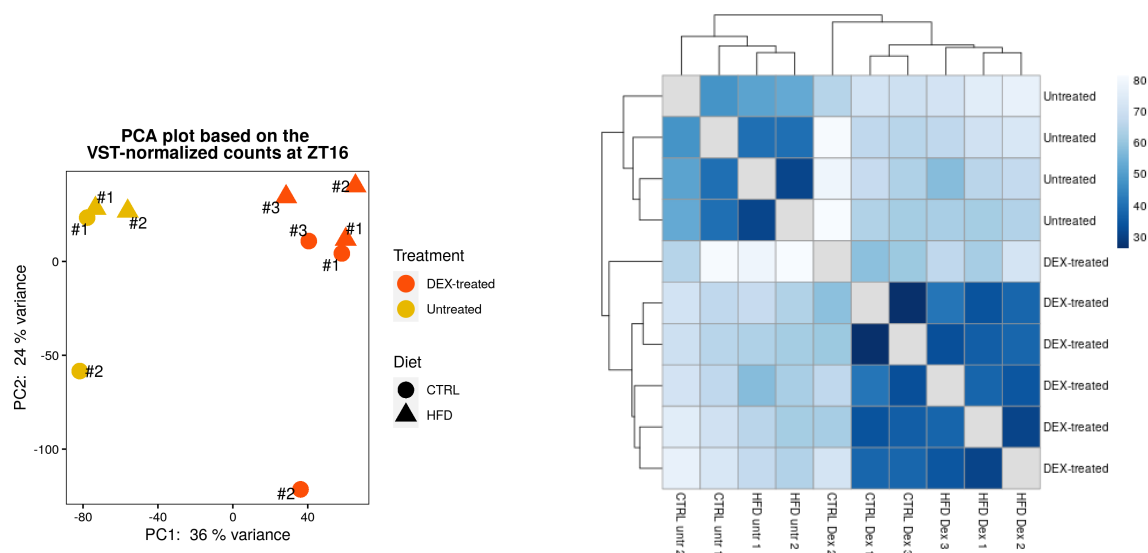 PCA plot based on the
VST-normalized counts at ZT16
#1
#2
#1
#2
#3
#2
#3
#1
#1
#2
0
-50
-100
-80
-40
0
40
PC1: 36 % variance
PC2: 24 % variance
Treatment
DEX-treated
Untreated
Diet
CTRL
HFD
Untreated
Untreated
Untreated
Untreated
DEX-treated
DEX-treated
DEX-treated
DEX-treated
DEX-treated
DEX-treated
80
70
60
50
40
30
CTRL untr 2
CTRL untr 1
HFD untr 1
HFD untr 2
CTRL Dex 2
CTRL Dex 1
CTRL Dex 3
HFD Dex 3
HFD Dex 1
HFD Dex 2